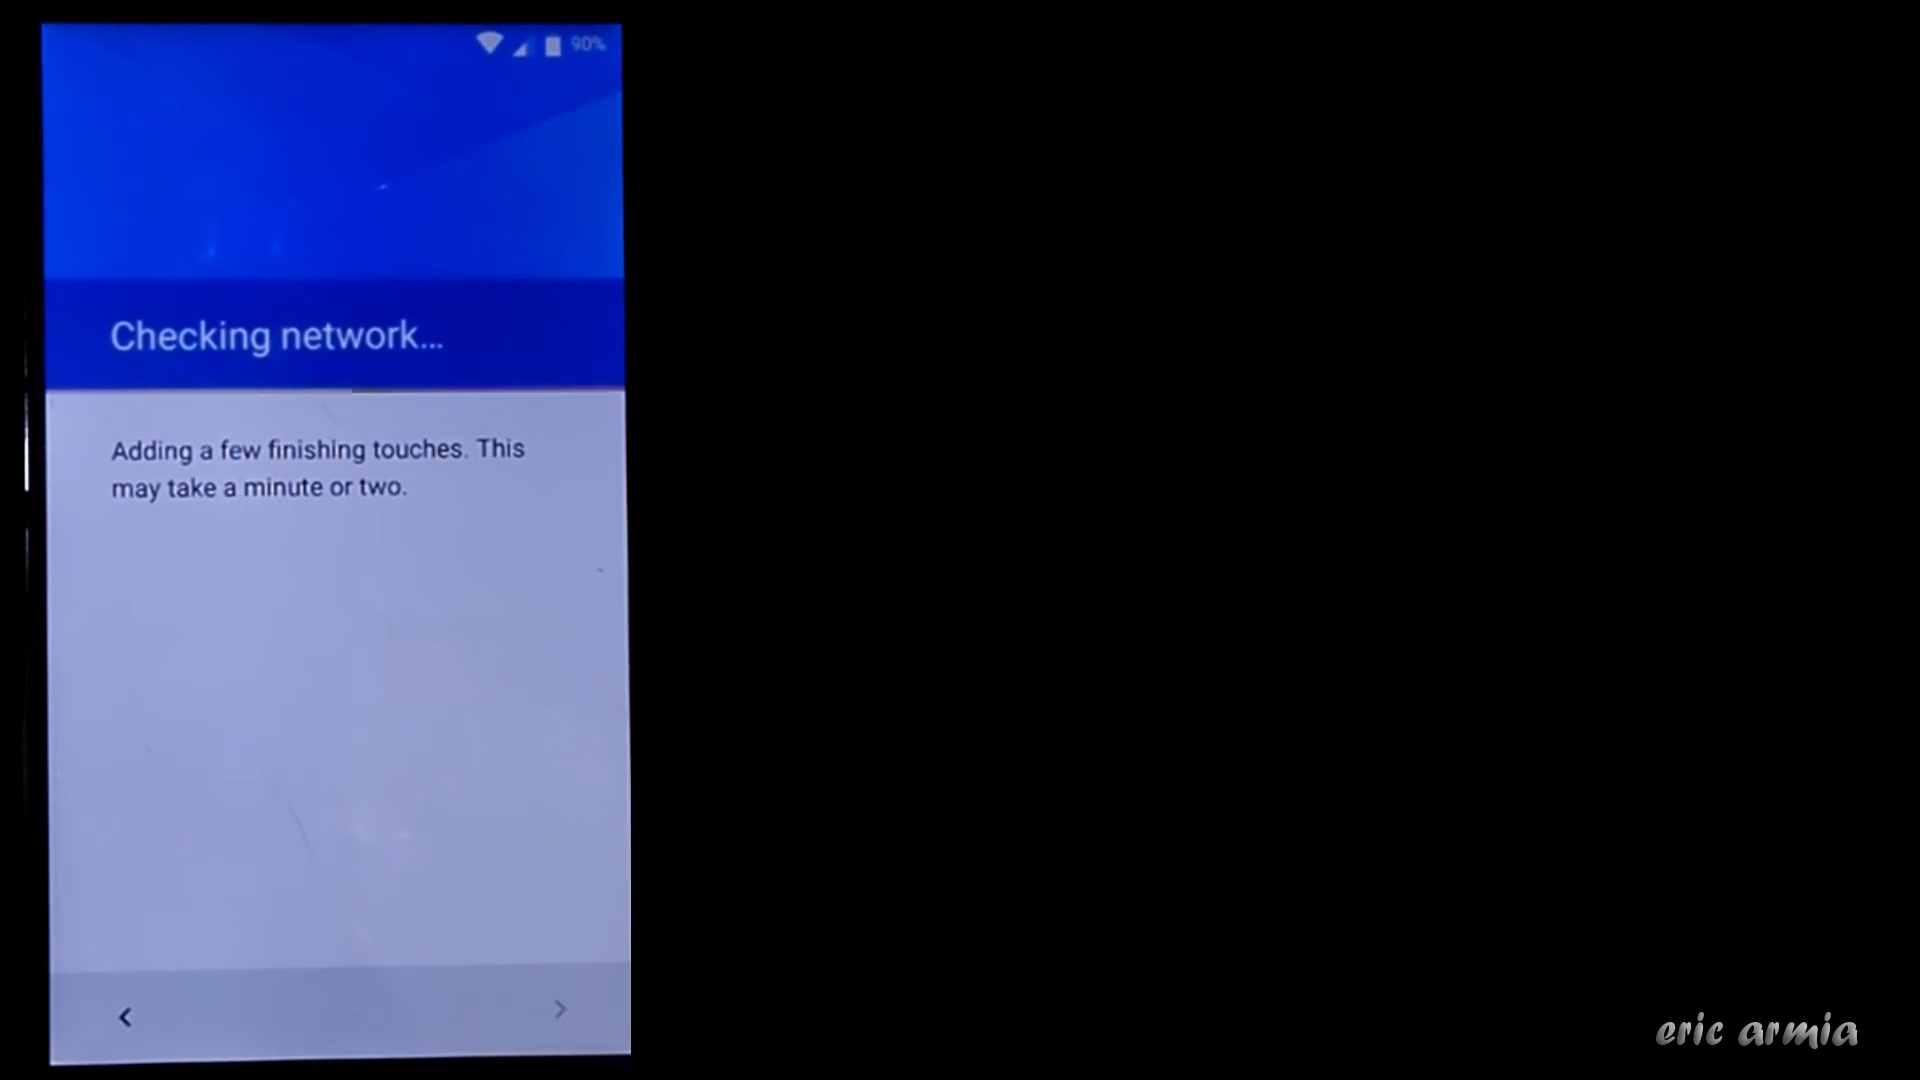 90%
Checking network...
Adding a few finishing touches. This
may take a minute or two.
eric armia